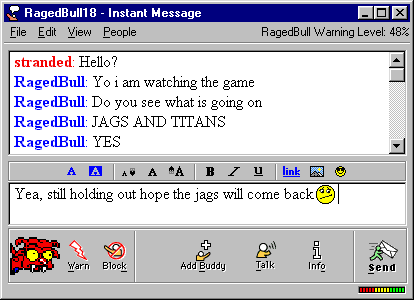 RagedBull18 - Instant Message
File Edit View People RagedBull Warning Level: 48%
stranded: Hello?
RagedBull: Yo i am watching the game
RagedBull: Do you see what is going on
RagedBull: JAGS AND TITANS
RagedBull: YES
A A A A A B I U link
Yea, still holding out hope the jags will come back
Warn Block Add Buddy Talk Info Send